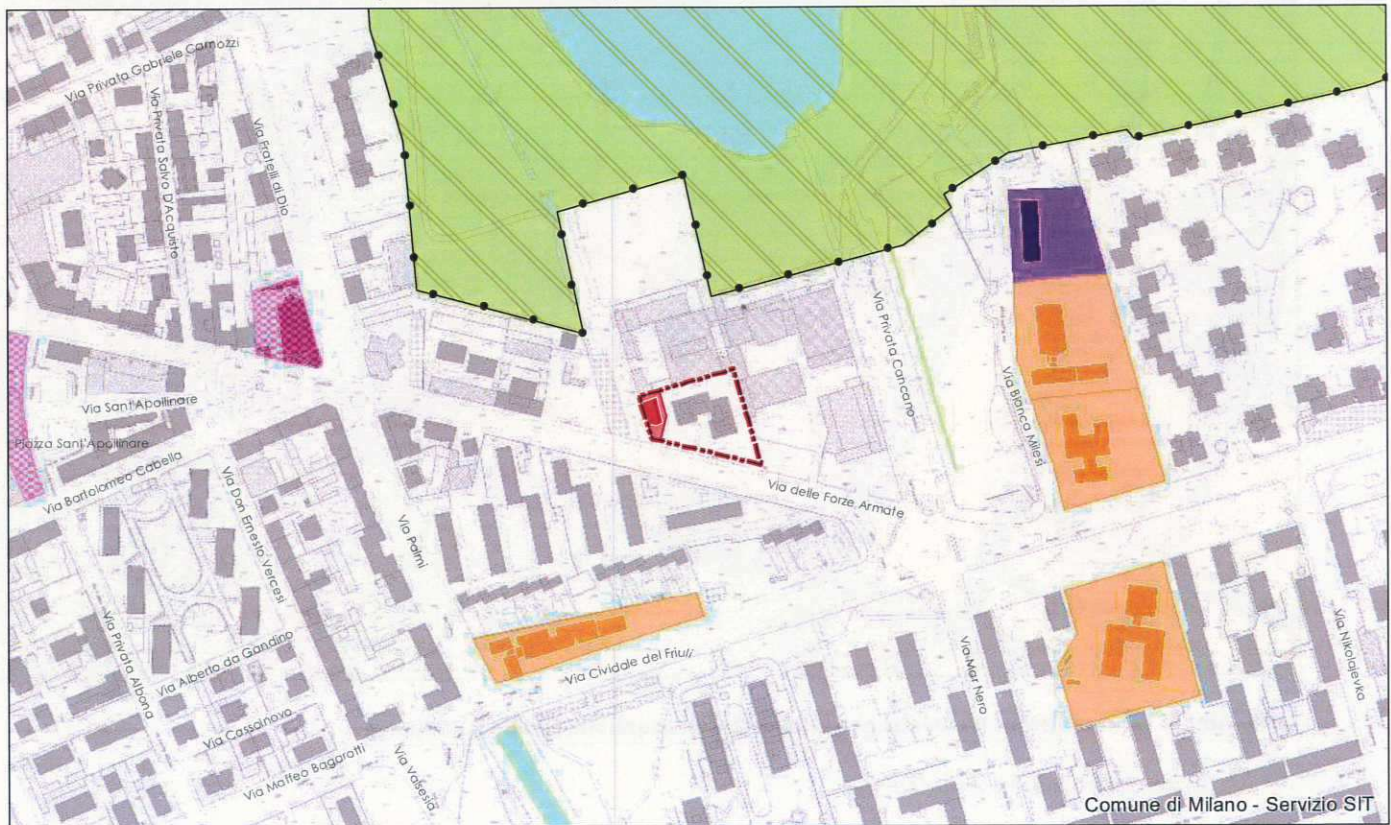 Via Privata Gabriele Camozzi
Via Privata Salvo D'Acquisto
Via Fratelli di Dio
Via Sant'Apollinare
Piazza Sant'Apollinare
Via Bartolomeo Cabella
Via Don Ernesto Vercesi
Via Palmi
Via delle Forze Armate
Via Privata Cancano
Via Bianca Milesi
Via Privata Albona
Via Alberto da Gandino
Via Cassolnovo
Via Maffeo Bagarotti
Via Valsesia
Via Cividale del Friuli
Via Mar Nero
Via Nikolajevka
Comune di Milano - Servizio SIT